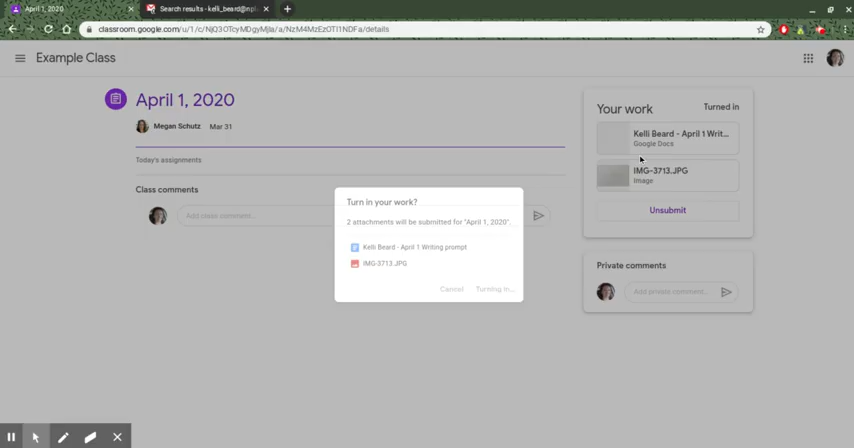 April 1, 2020
Search results - kelli_beard@npl
classroom.google.com/u/1/c/NjQ3OTcyMDgyMjla/a/NzM4MzEzOTI1NDFa/details
Example Class
April 1, 2020
Megan Schutz Mar 31
Today's assignments
Class comments
Add class comment...
Your work Turned in
Kelli Beard - April 1 Writ...
Google Docs
IMG-3713.JPG
Image
Unsubmit
Private comments
Add private comment...
Turn in your work?
2 attachments will be submitted for "April 1, 2020".
Kelli Beard - April 1 Writing prompt
IMG-3713.JPG
Cancel Turning in...